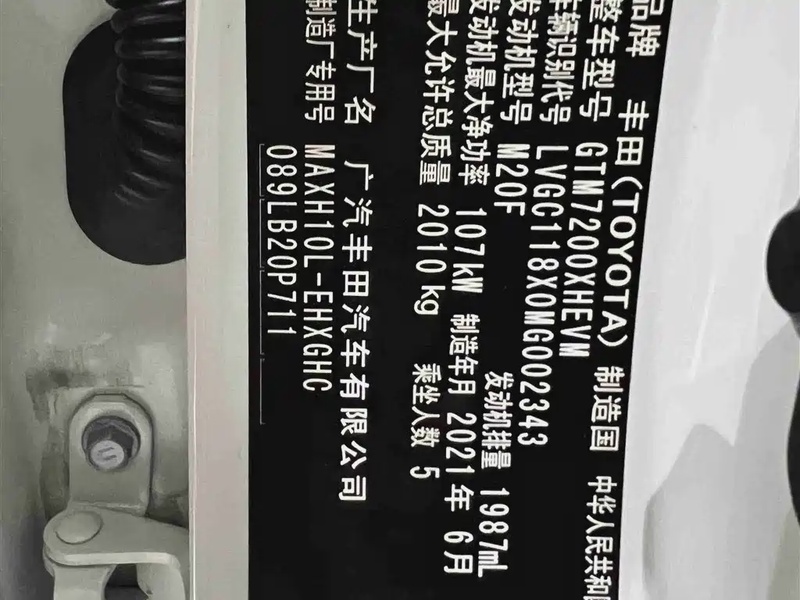 品牌 丰田(TOYOTA) 制造国 中华人民共和
整车型号 GTM7200XHEVM
车辆识别代号 LVGC118X0MG002343
发动机型号 M20F 发动机排量 1987mL
发动机最大净功率 107kW 制造年月 2021年 6月
最大允许总质量 2010kg 乘坐人数 5
生产厂名 广汽丰田汽车有限公司
制造厂专用号 MAXH10L-EHXGHC
089LB20P711